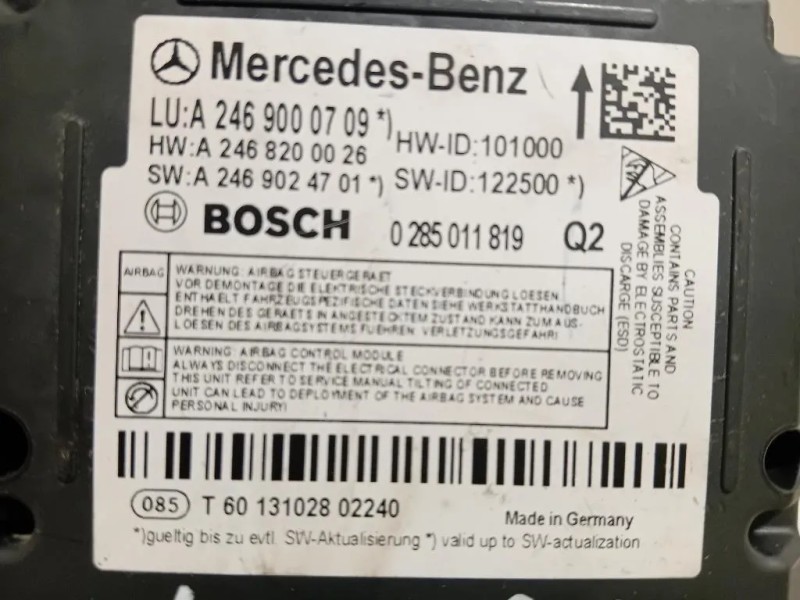 Mercedes-Benz
LU:A 246 900 07 09 *)
HW-ID:101000
HW:A 246 820 00 26
SW:A 246 902 47 01 *)
SW-ID:122500 *)
BOSCH
0 285 011 819
Q2
CAUTION
CONTAINS PARTS AND
ASSEMBLIES SUSCEPTIBLE TO
DAMAGE BY ELECTROSTATIC
DISCHARGE (ESD)
AIRBAG
WARNUNG: AIRBAG STEUERGERAET
VOR DEMONTAGE DIE ELEKTRISCHE STECKVERBINDUNG LOESEN
ENTHAELT FAHRZEUGSPEZIFISCHE DATEN SIEHE WERKSTATTHANDBUCH
DREHEN DES GERAETS IN ANGESTECKTEM ZUSTAND KANN ZUM AUS-
LOESEN DES AIRBAGSYSTEMS FUEHREN. VERLETZUNGSGEFAHR!
WARNING: AIRBAG CONTROL MODULE
ALWAYS DISCONNECT THE ELECTRICAL CONNECTOR BEFORE REMOVING
THIS UNIT REFER TO SERVICE MANUAL TILTING OF CONNECTED
UNIT CAN LEAD TO DEPLOYMENT OF THE AIRBAG SYSTEM AND CAUSE
PERSONAL INJURY!
085 T 60 131028 02240
Made in Germany
*)gueltig bis zu evtl. SW-Aktualisierung *) valid up to SW-actualization